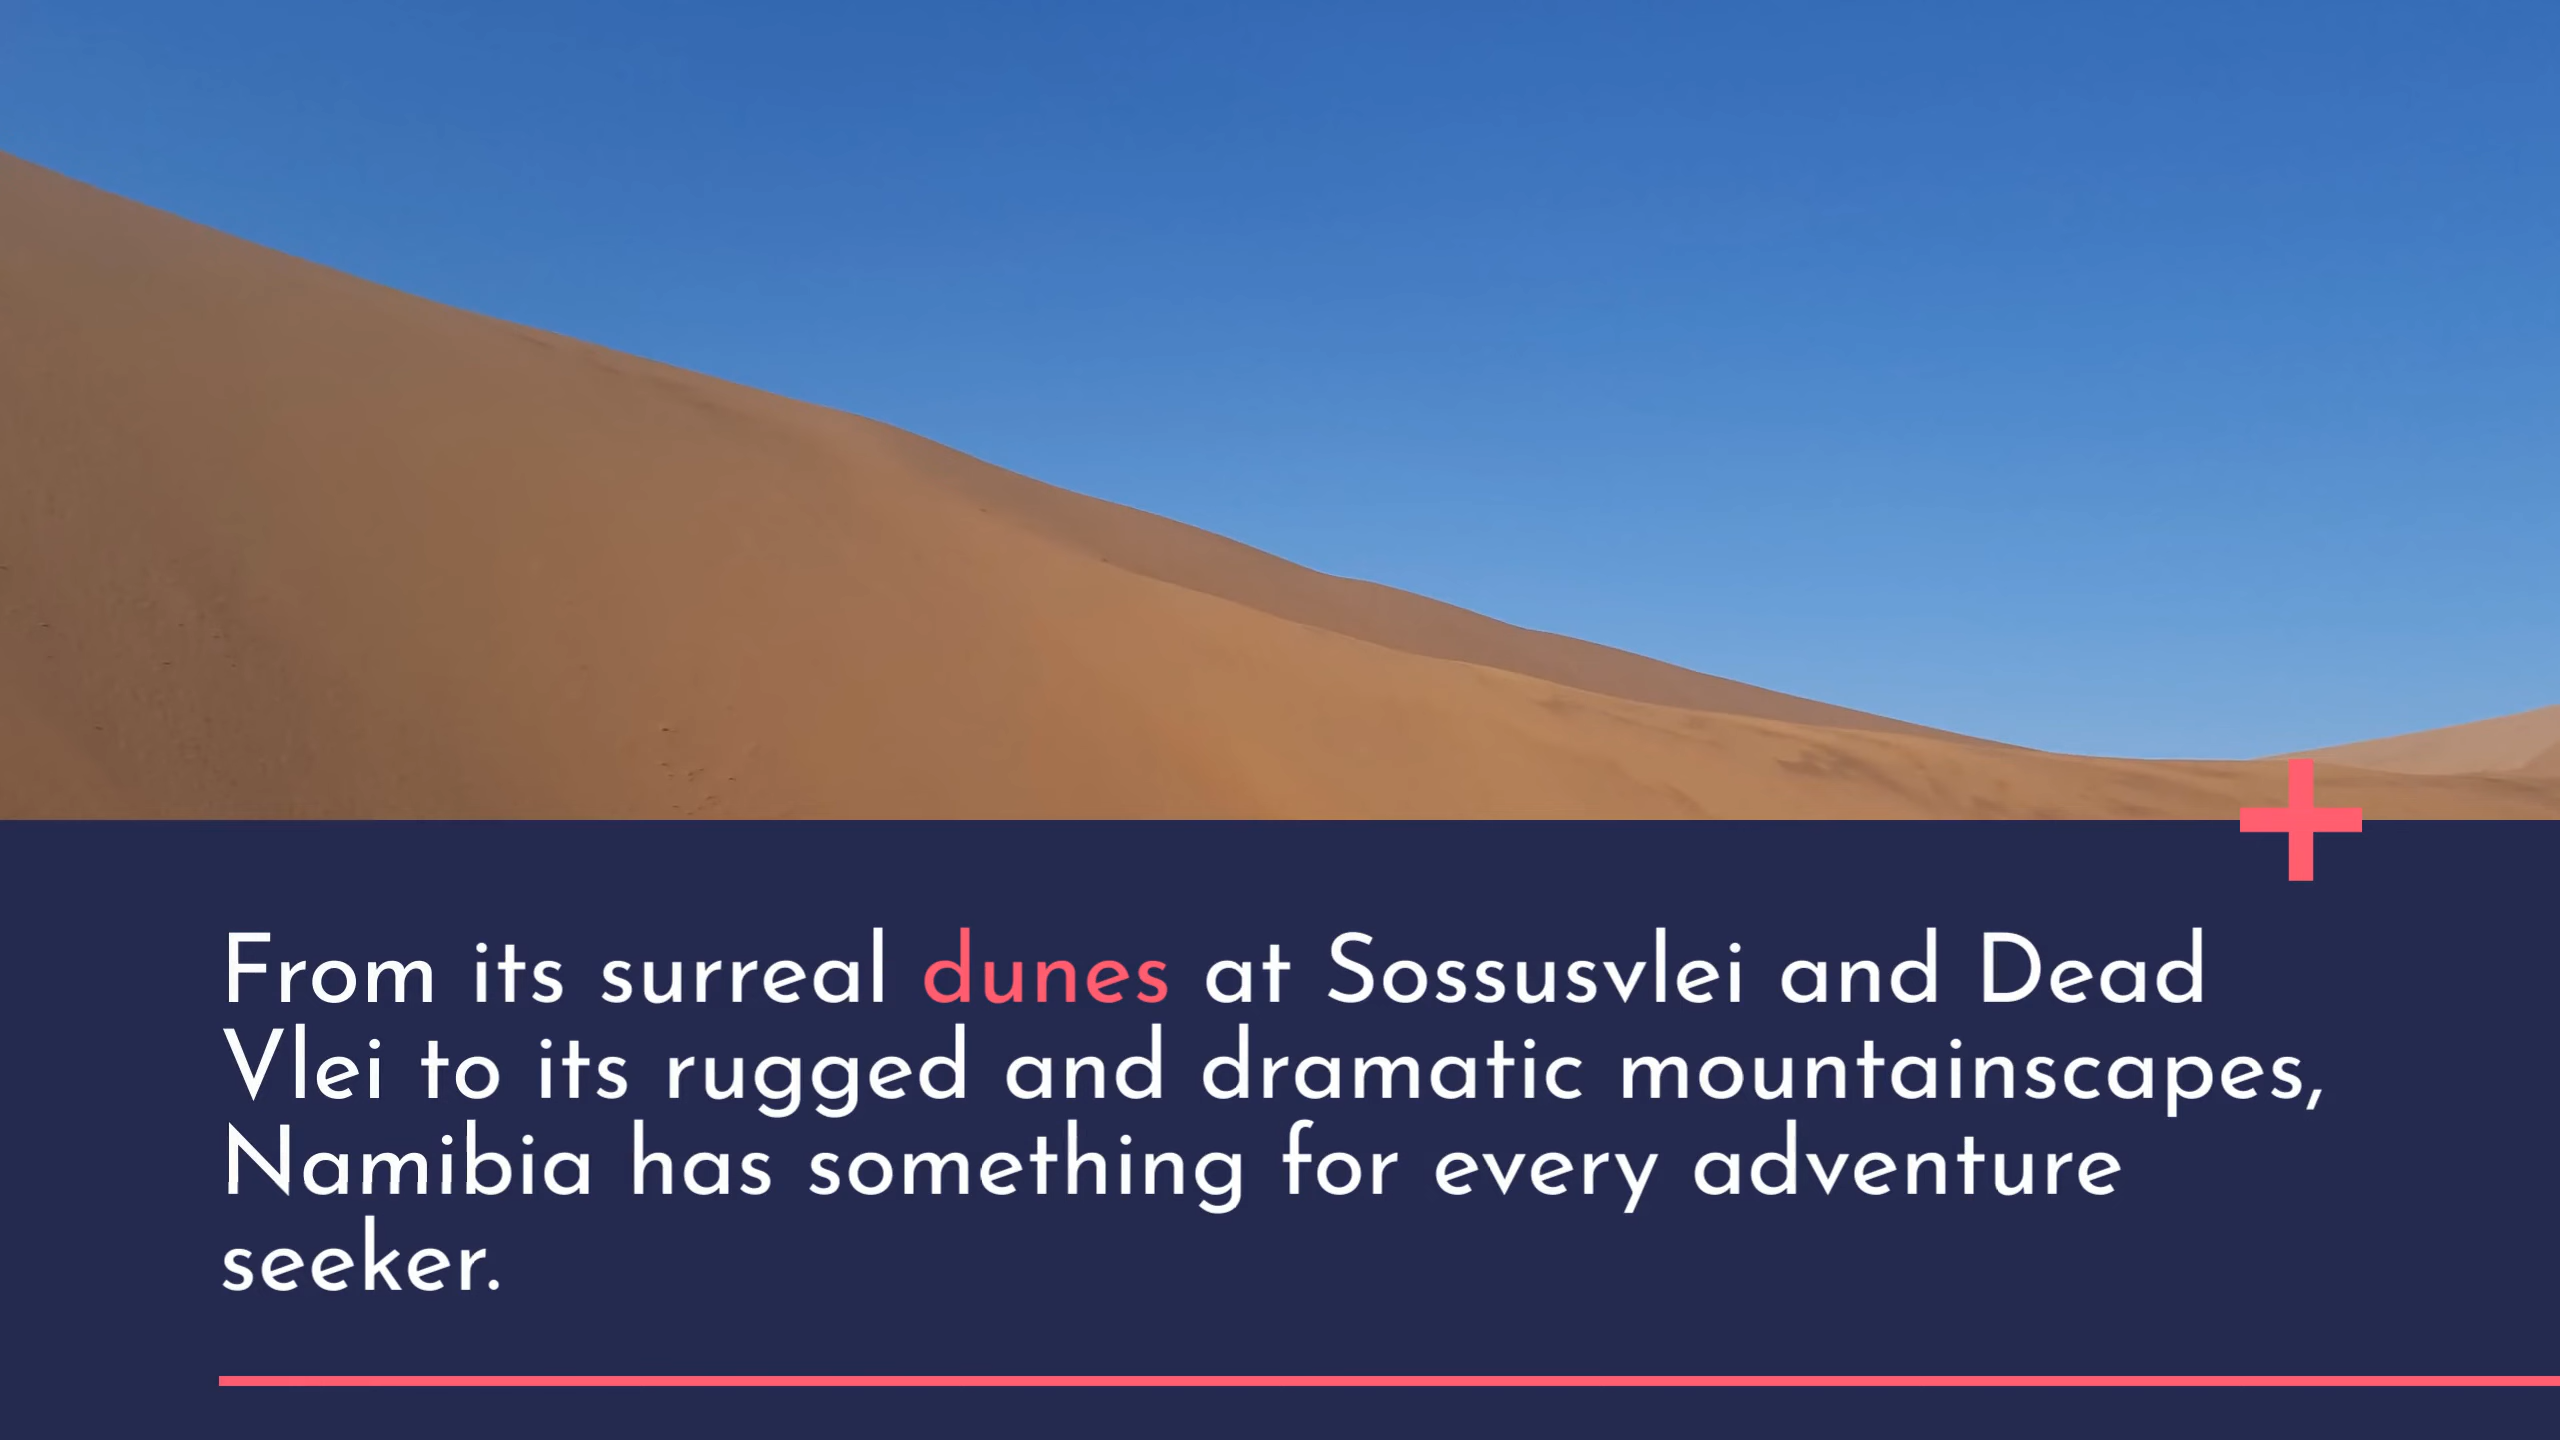 From its surreal dunes at Sossusvlei and Dead
Vlei to its rugged and dramatic mountainscapes,
Namibia has something for every adventure
seeker.